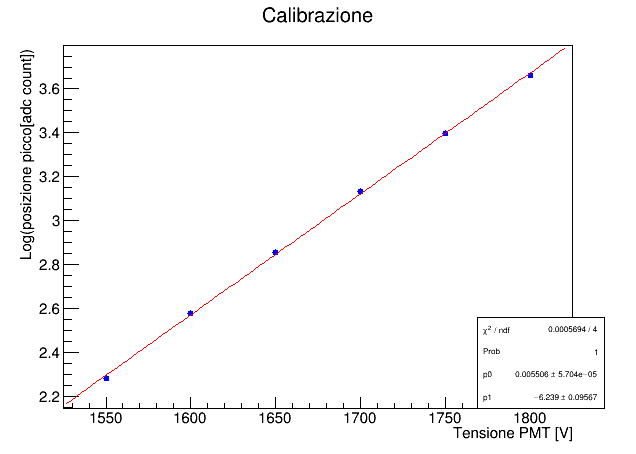 Calibrazione
Log(posizione picco[adc count])
3.6
3.4
3.2
3
2.8
2.6
2.4
2.2
1550 1600 1650 1700 1750 1800
Tensione PMT [V]
χ² / ndf 0.0005694 / 4
Prob 1
p0 0.005506 ± 5.704e−05
p1 −6.239 ± 0.09567